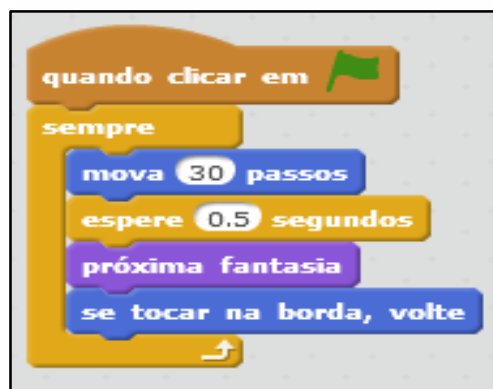 quando clicar em
sempre
mova 30 passos
espere 0.5 segundos
próxima fantasia
se tocar na borda, volte